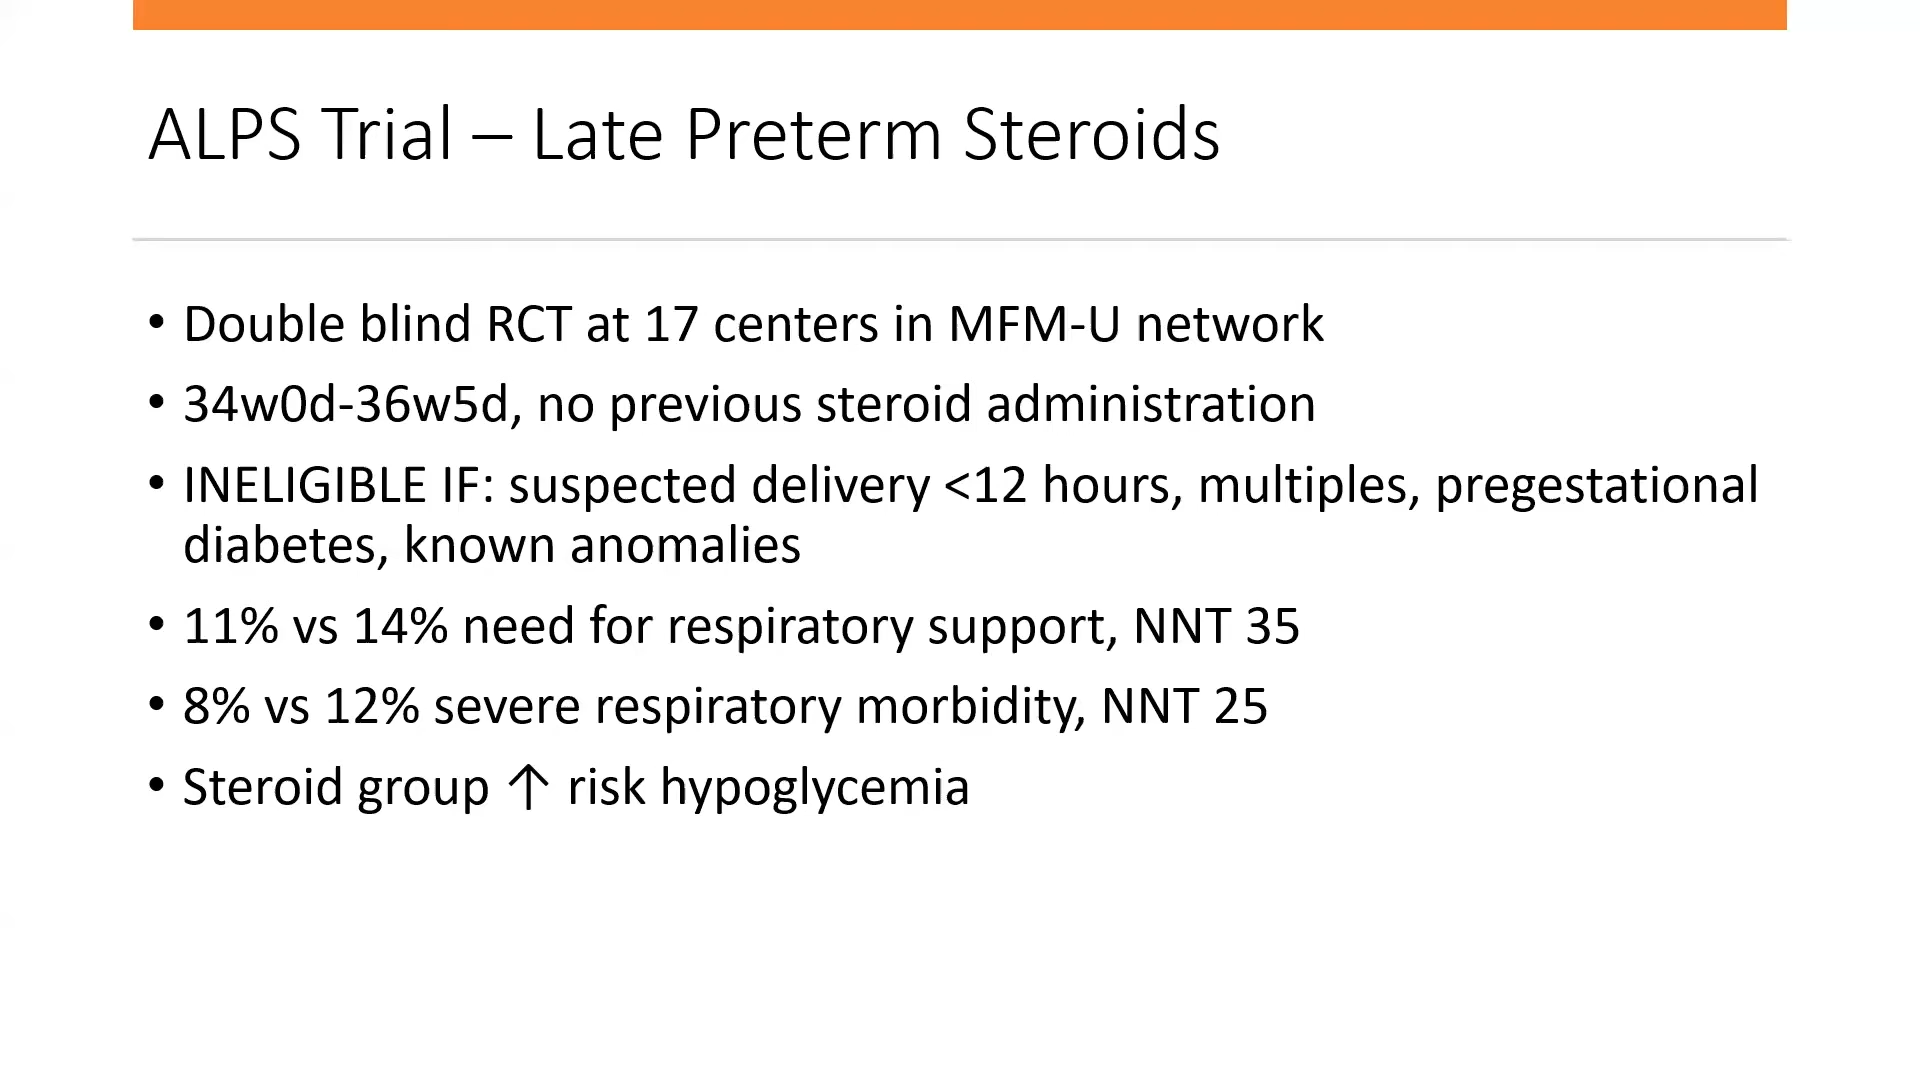 ALPS Trial – Late Preterm Steroids
• Double blind RCT at 17 centers in MFM-U network
• 34w0d-36w5d, no previous steroid administration
• INELIGIBLE IF: suspected delivery <12 hours, multiples, pregestational
diabetes, known anomalies
• 11% vs 14% need for respiratory support, NNT 35
• 8% vs 12% severe respiratory morbidity, NNT 25
• Steroid group ↑ risk hypoglycemia